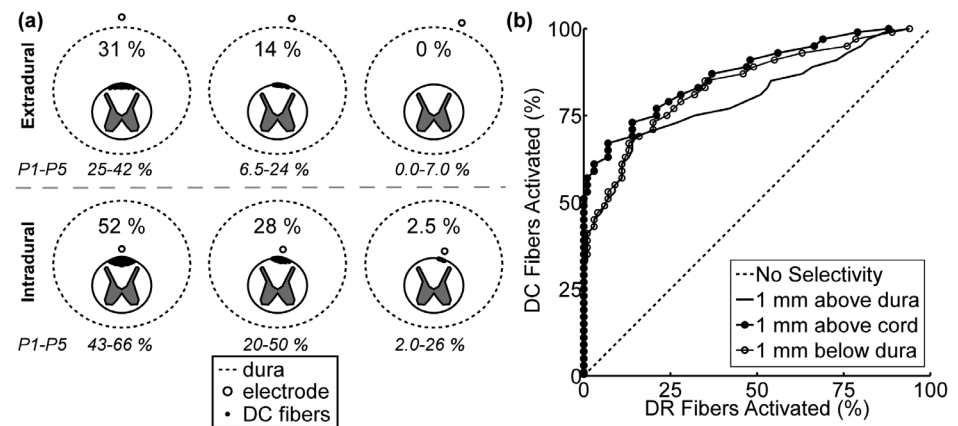 (a)
Extradural
31 %
14 %
0 %
P1-P5
25-42 %
6.5-24 %
0.0-7.0 %
Intradural
52 %
28 %
2.5 %
P1-P5
43-66 %
20-50 %
2.0-26 %
dura
electrode
DC fibers
(b)
DC Fibers Activated (%)
100
75
50
25
0
No Selectivity
1 mm above dura
1 mm above cord
1 mm below dura
0
25
50
75
100
DR Fibers Activated (%)